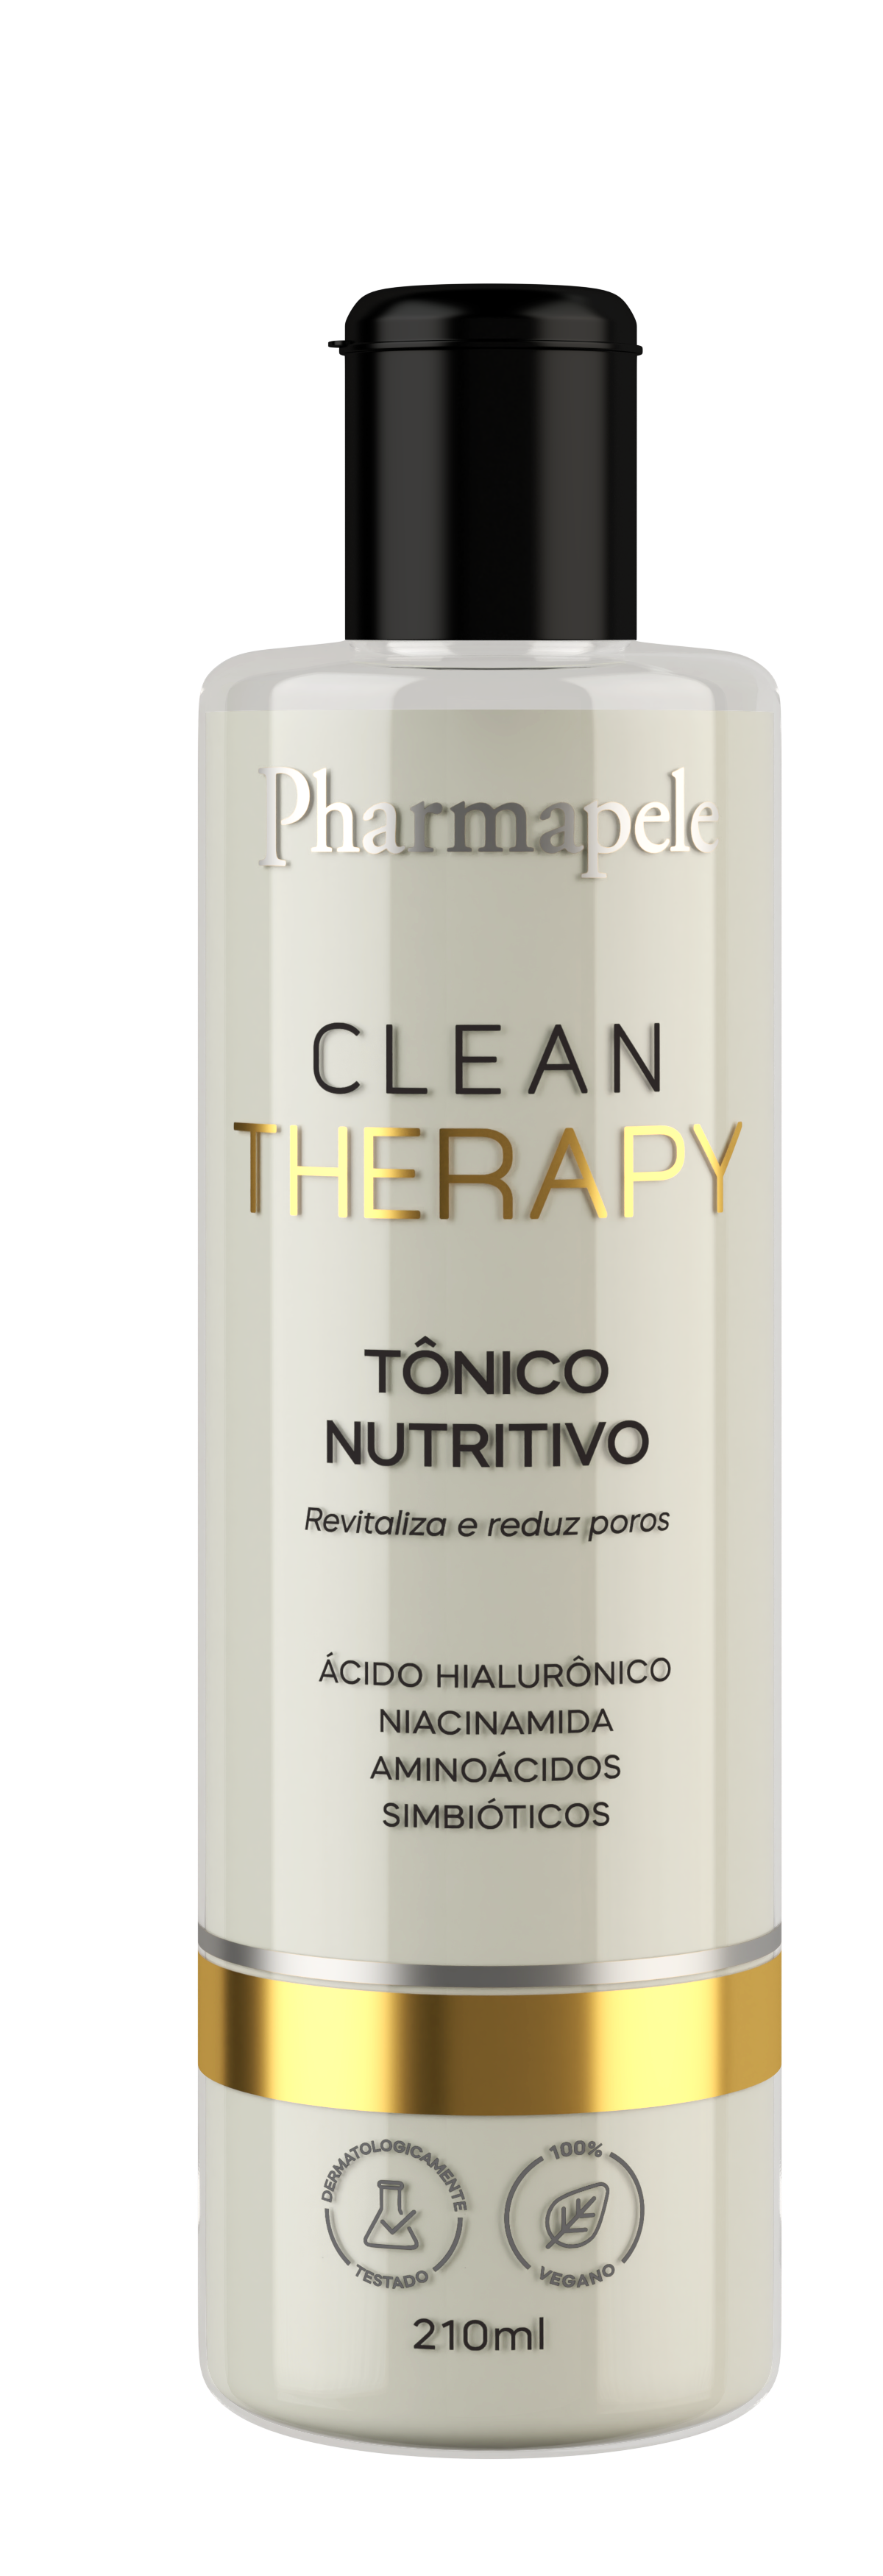 Pharmapele
CLEAN
THERAPY
TÔNICO
NUTRITIVO
Revitaliza e reduz poros
ÁCIDO HIALURÔNICO
NIACINAMIDA
AMINOÁCIDOS
SIMBIÓTICOS
DERMATOLOGICAMENTE
TESTADO
100%
VEGANO
210ml